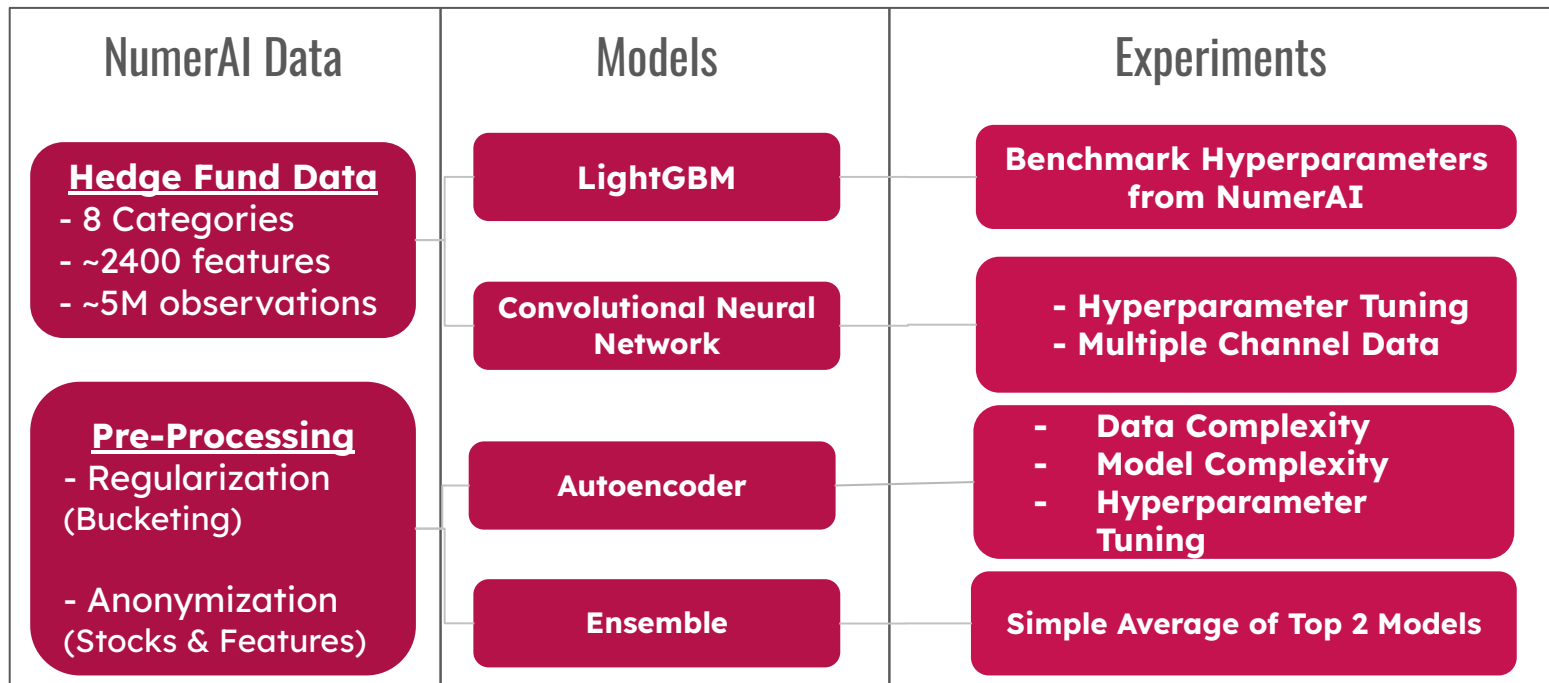 NumerAI Data
Hedge Fund Data
- 8 Categories
- ~2400 features
- ~5M observations
Pre-Processing
- Regularization
(Bucketing)
- Anonymization
(Stocks & Features)
Models
LightGBM
Convolutional Neural
Network
Autoencoder
Ensemble
Experiments
Benchmark Hyperparameters
from NumerAI
- Hyperparameter Tuning
- Multiple Channel Data
- Data Complexity
- Model Complexity
- Hyperparameter
Tuning
Simple Average of Top 2 Models